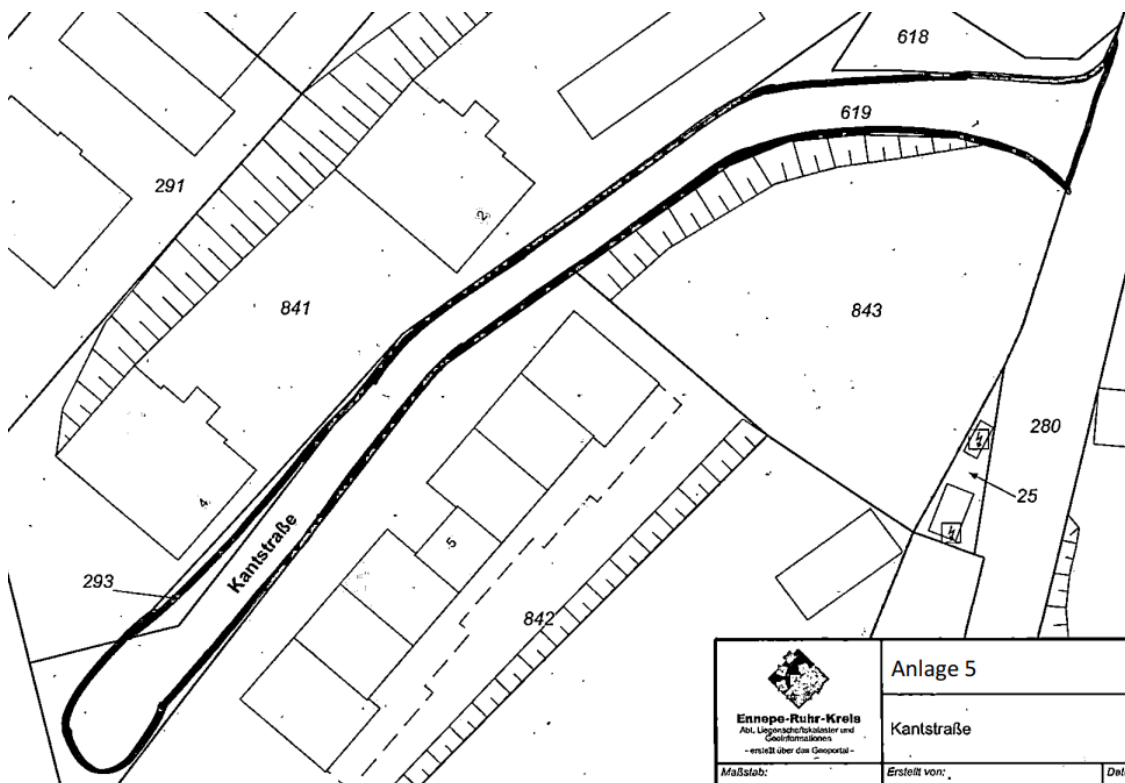 618
619
291
2
841
843
280
25
4
Kantstraße
5
293
842
Anlage 5
Ennepe-Ruhr-Kreis
Abt. Liegenschaftskataster und
Geoinformationen
- erstellt über das Geoportal -
Kantstraße
Maßstab:
Erstellt von: